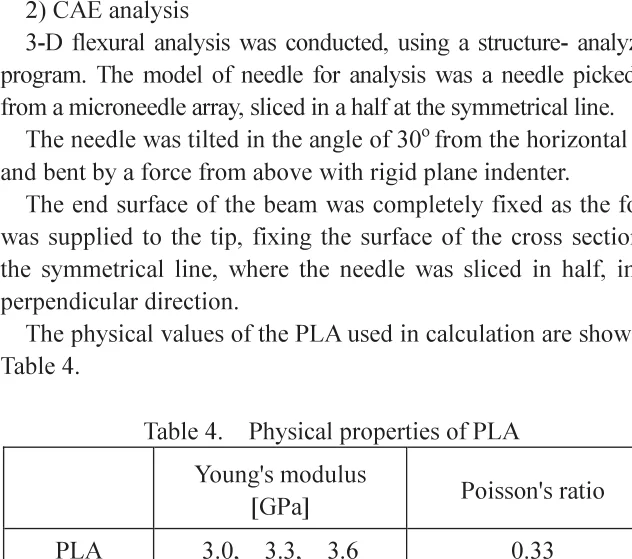 2) CAE analysis
3-D flexural analysis was conducted, using a structure- analyz
program. The model of needle for analysis was a needle picked
from a microneedle array, sliced in a half at the symmetrical line.
The needle was tilted in the angle of 30° from the horizontal
and bent by a force from above with rigid plane indenter.
The end surface of the beam was completely fixed as the fo
was supplied to the tip, fixing the surface of the cross section
the symmetrical line, where the needle was sliced in half, in
perpendicular direction.
The physical values of the PLA used in calculation are show
Table 4.
Table 4. Physical properties of PLA
Young's modulus
[GPa]
Poisson's ratio
PLA 3.0, 3.3, 3.6 0.33